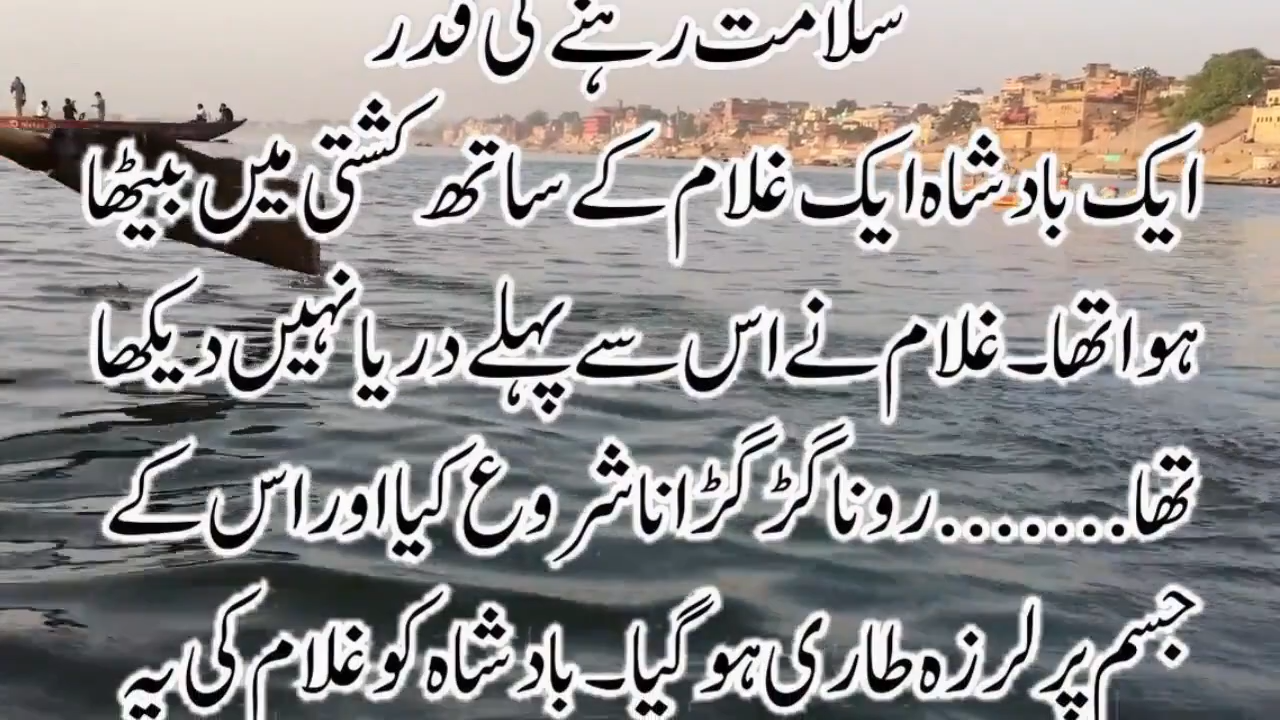 سلامت رہنے کی قدر
ایک بادشاہ ایک غلام کے ساتھ کشتی میں بیٹھا
ہوا تھا۔ غلام نے اس سے پہلے دریا نہیں دیکھا
تھا....... رونا گڑ گڑانا شروع کیا اور اس کے
جسم پر لرزہ طاری ہو گیا۔ بادشاہ کو غلام کی یہ